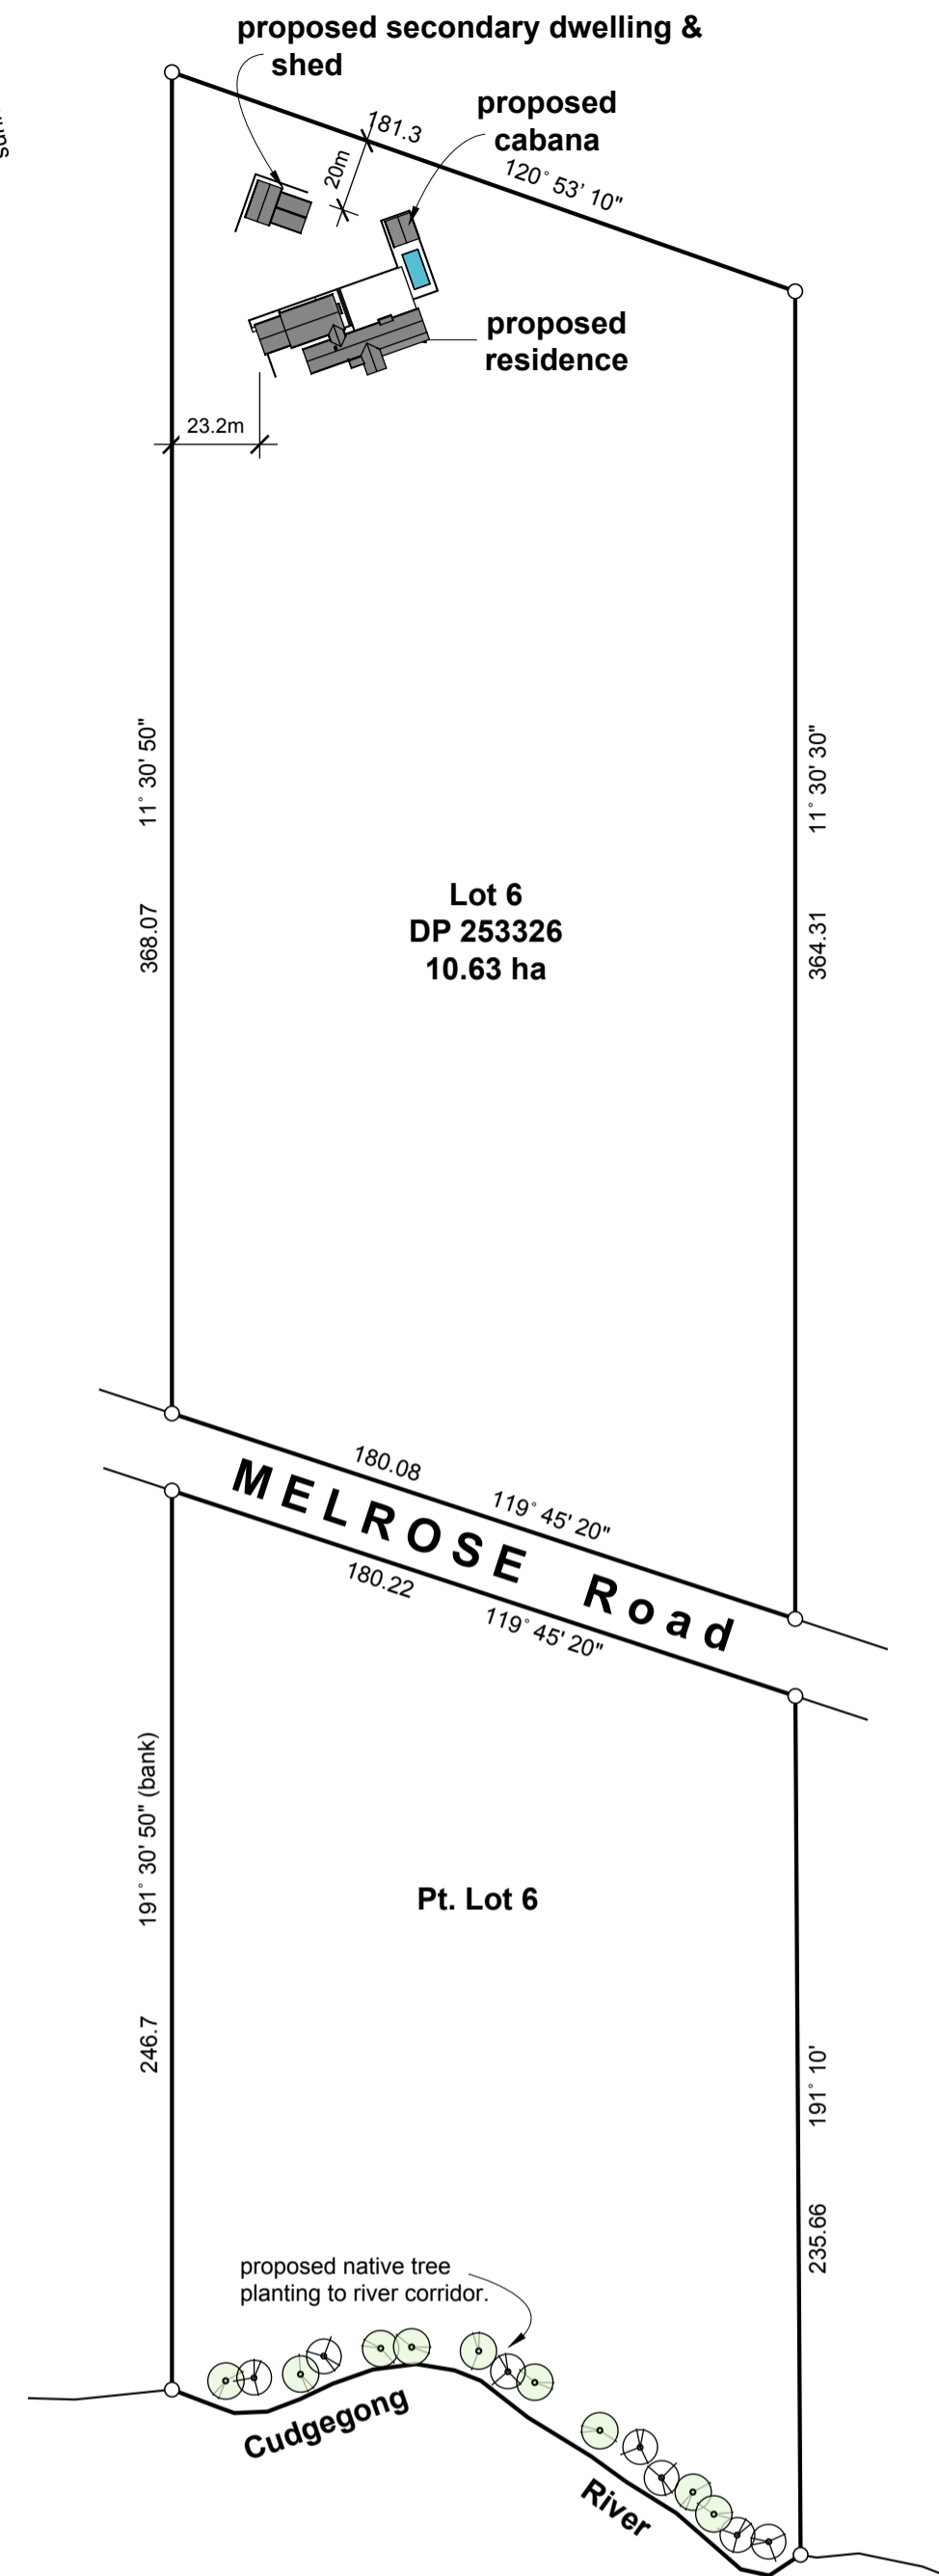 proposed secondary dwelling &
shed
proposed
cabana
181.3
120° 53' 10"
20m
proposed
residence
23.2m
11° 30' 50"
368.07
11° 30' 30"
364.31
Lot 6
DP 253326
10.63 ha
180.08
119° 45' 20"
MELROSE Road
180.22
119° 45' 20"
191° 30' 50" (bank)
246.7
Pt. Lot 6
191° 10'
235.66
proposed native tree
planting to river corridor.
Cudgegong
River